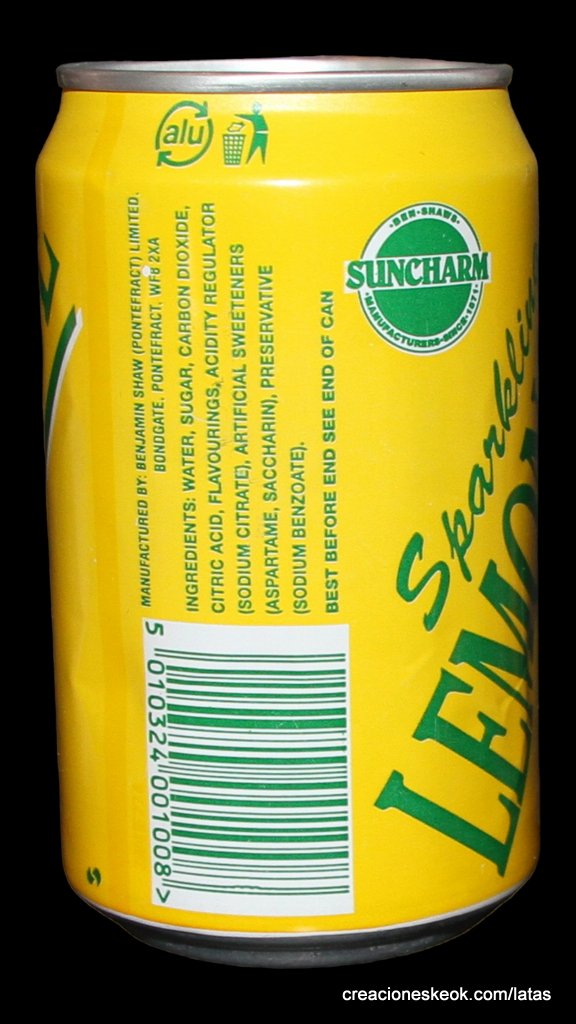 alu
MANUFACTURED BY: BENJAMIN SHAW (PONTEFRACT) LIMITED.
BONDGATE, PONTEFRACT, WF8 2XA
INGREDIENTS: WATER, SUGAR, CARBON DIOXIDE,
CITRIC ACID, FLAVOURINGS, ACIDITY REGULATOR
(SODIUM CITRATE), ARTIFICIAL SWEETENERS
(ASPARTAME, SACCHARIN), PRESERVATIVE
(SODIUM BENZOATE).
BEST BEFORE END SEE END OF CAN
5 010324 001008 >
·BEN·SHAWS·
SUNCHARM
·MANUFACTURERS·SINCE·1871·
Sparkling
LEMO
S
creacioneskeok.com/latas